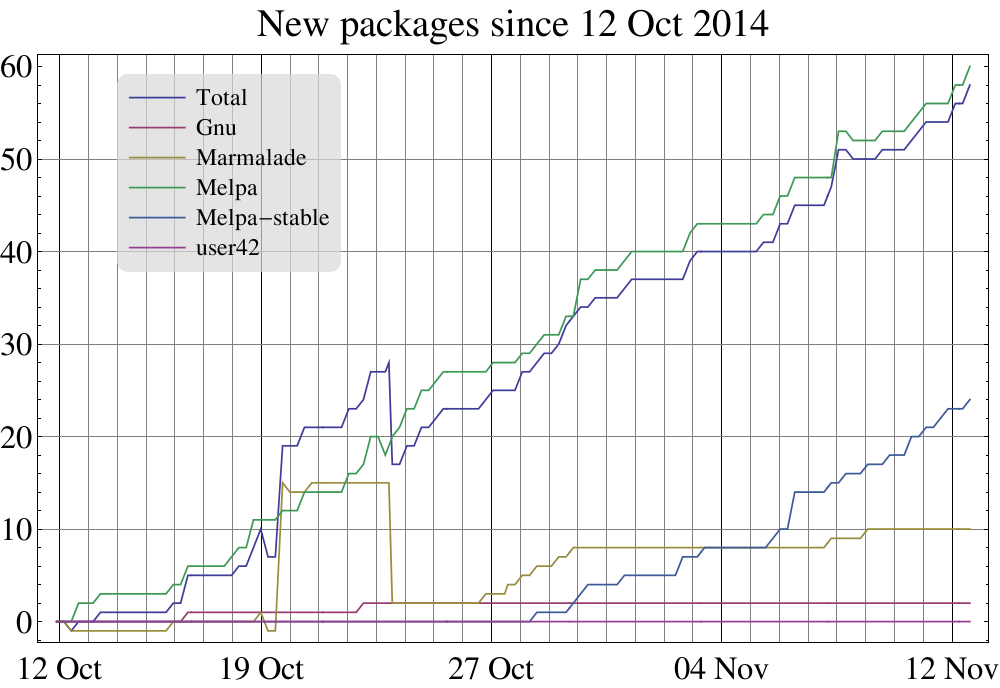 New packages since 12 Oct 2014
60
50
40
30
20
10
0
Total
Gnu
Marmalade
Melpa
Melpa−stable
user42
12 Oct 19 Oct 27 Oct 04 Nov 12 Nov